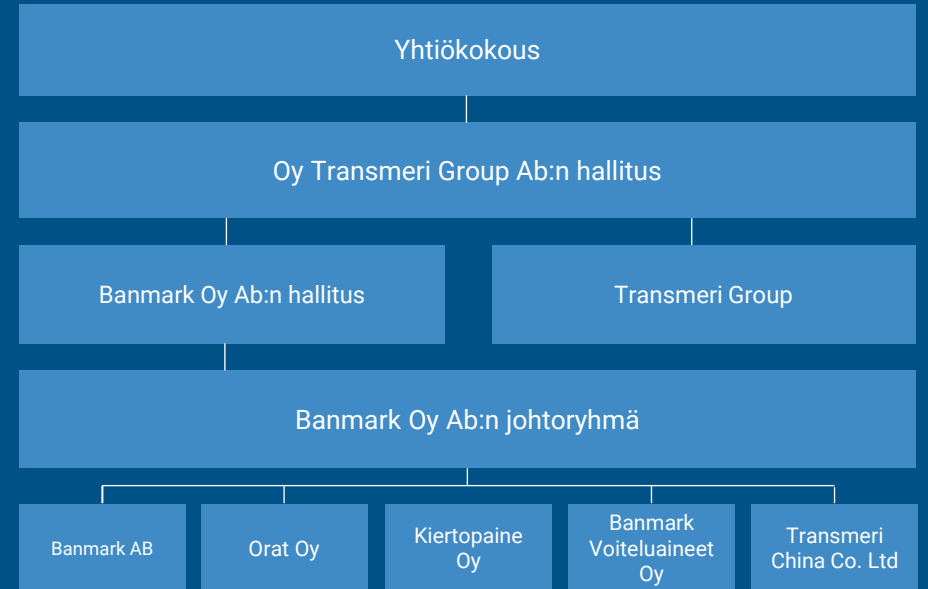 Yhtiökokous
Oy Transmeri Group Ab:n hallitus
Banmark Oy Ab:n hallitus
Transmeri Group
Banmark Oy Ab:n johtoryhmä
Banmark AB
Orat Oy
Kiertopaine
Oy
Banmark
Voiteluaineet
Oy
Transmeri
China Co. Ltd